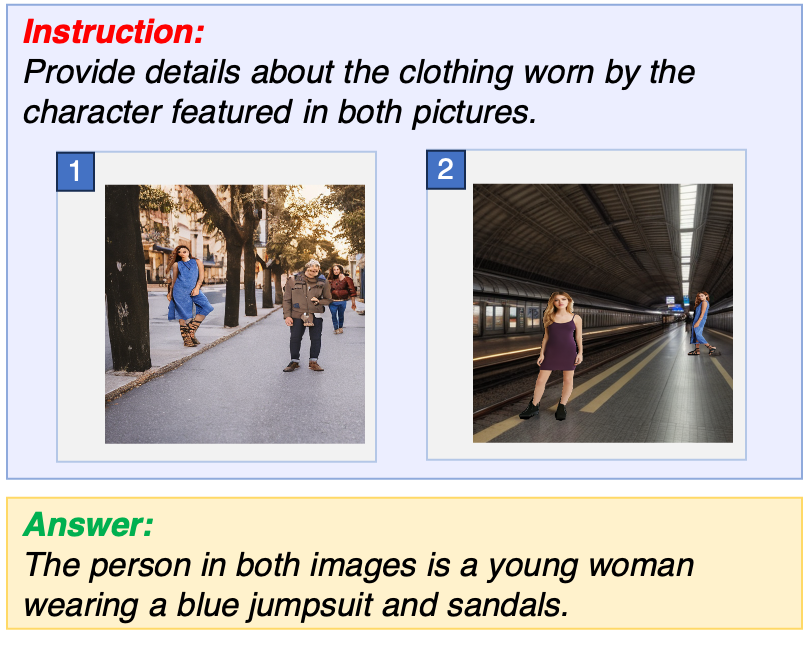 Instruction:
Provide details about the clothing worn by the
character featured in both pictures.
1
2
Answer:
The person in both images is a young woman
wearing a blue jumpsuit and sandals.